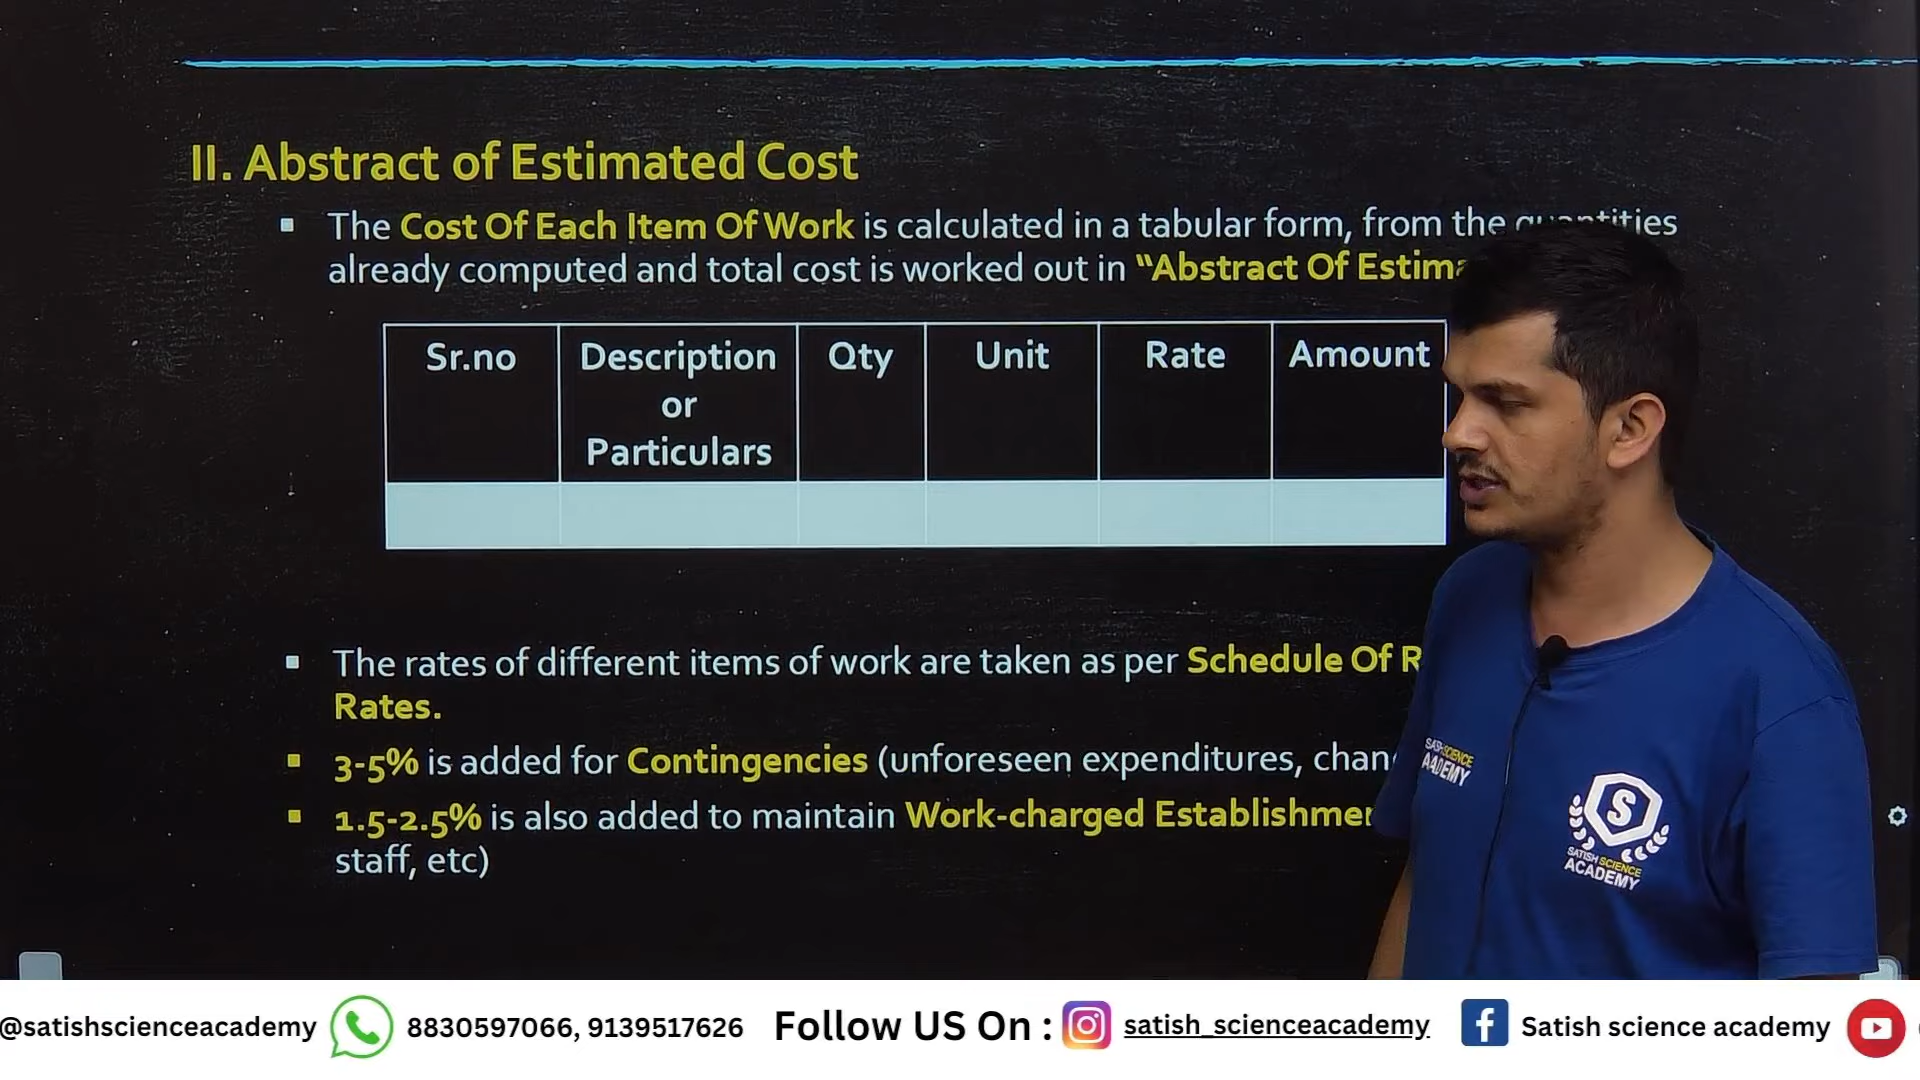 II. Abstract of Estimated Cost
▪ The Cost Of Each Item Of Work is calculated in a tabular form, from the quantities
already computed and total cost is worked out in “Abstract Of
Sr.no Description or Particulars Qty Unit Rate Amount
▪ The rates of different items of work are taken as per Schedule Of
Rates.
▪ 3-5% is added for Contingencies (unforeseen expenditures,
▪ 1.5-2.5% is also added to maintain Work-charged
staff, etc)
SATISH SCIENCE
ACADEMY
S
SATISH SCIENCE
ACADEMY
@satishscienceacademy 8830597066, 9139517626 Follow US On : satish_scienceacademy Satish science academy